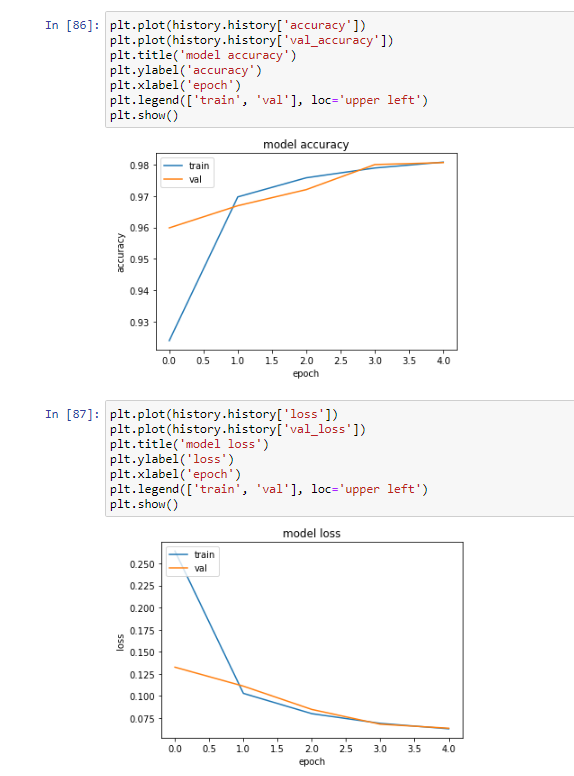 In [86]: plt.plot(history.history['accuracy'])
plt.plot(history.history['val_accuracy'])
plt.title('model accuracy')
plt.ylabel('accuracy')
plt.xlabel('epoch')
plt.legend(['train', 'val'], loc='upper left')
plt.show()
model accuracy
train
val
0.98
0.97
0.96
0.95
0.94
0.93
accuracy
0.0 0.5 1.0 1.5 2.0 2.5 3.0 3.5 4.0
epoch
In [87]: plt.plot(history.history['loss'])
plt.plot(history.history['val_loss'])
plt.title('model loss')
plt.ylabel('loss')
plt.xlabel('epoch')
plt.legend(['train', 'val'], loc='upper left')
plt.show()
model loss
train
val
0.250
0.225
0.200
0.175
0.150
0.125
0.100
0.075
loss
0.0 0.5 1.0 1.5 2.0 2.5 3.0 3.5 4.0
epoch